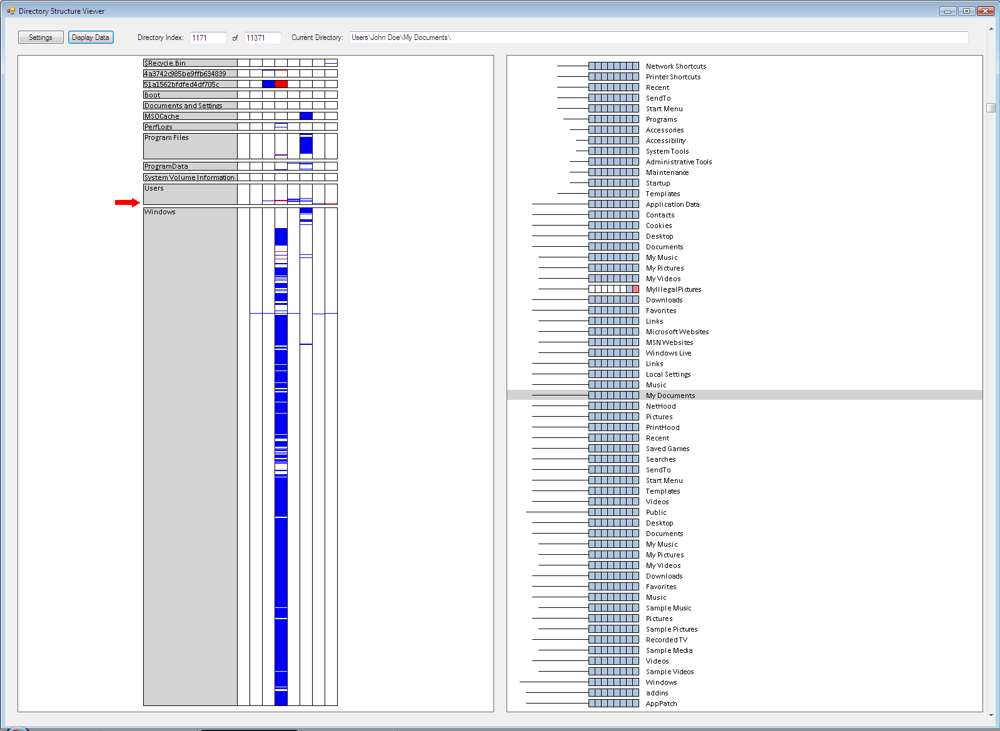 Directory Structure Viewer
Settings
Display Data
Directory Index:
1171
of
11371
Current Directory:
Users\John Doe\My Documents\
$Recycle.Bin
4a3742c985be9ffb634839
51a1562bfdfed4df705c
Boot
Documents and Settings
MSOCache
PerfLogs
Program Files
ProgramData
System Volume Information
Users
Windows
Network Shortcuts
Printer Shortcuts
Recent
SendTo
Start Menu
Programs
Accessories
Accessibility
System Tools
Administrative Tools
Maintenance
Startup
Templates
Application Data
Contacts
Cookies
Desktop
Documents
My Music
My Pictures
My Videos
MyIllegalPictures
Downloads
Favorites
Links
Microsoft Websites
MSN Websites
Windows Live
Links
Local Settings
Music
My Documents
NetHood
Pictures
PrintHood
Recent
Saved Games
Searches
SendTo
Start Menu
Templates
Videos
Public
Desktop
Documents
My Music
My Pictures
My Videos
Downloads
Favorites
Music
Sample Music
Pictures
Sample Pictures
Recorded TV
Sample Media
Videos
Sample Videos
Windows
addins
AppPatch